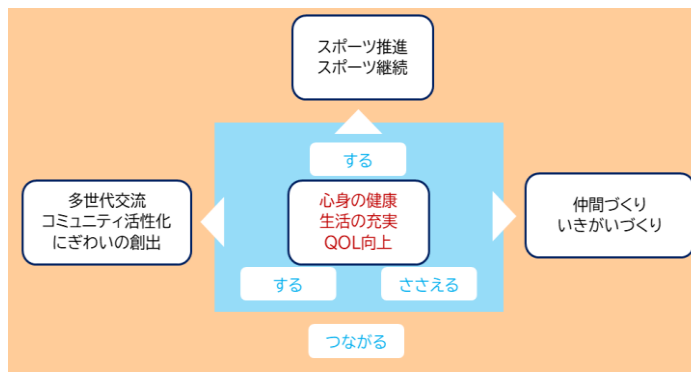 スポーツ推進
スポーツ継続
する
多世代交流
コミュニティ活性化
にぎわいの創出
心身の健康
生活の充実
QOL向上
仲間づくり
いきがいづくり
する
ささえる
つながる